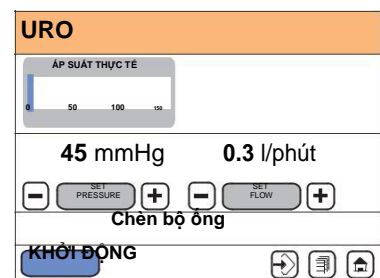 URO
ÁP SUẤT THỰC TẾ
0 50 100 150
45 mmHg 0.3 l/phút
SET PRESSURE SET FLOW
Chèn bộ ống
KHỞI ĐỘNG